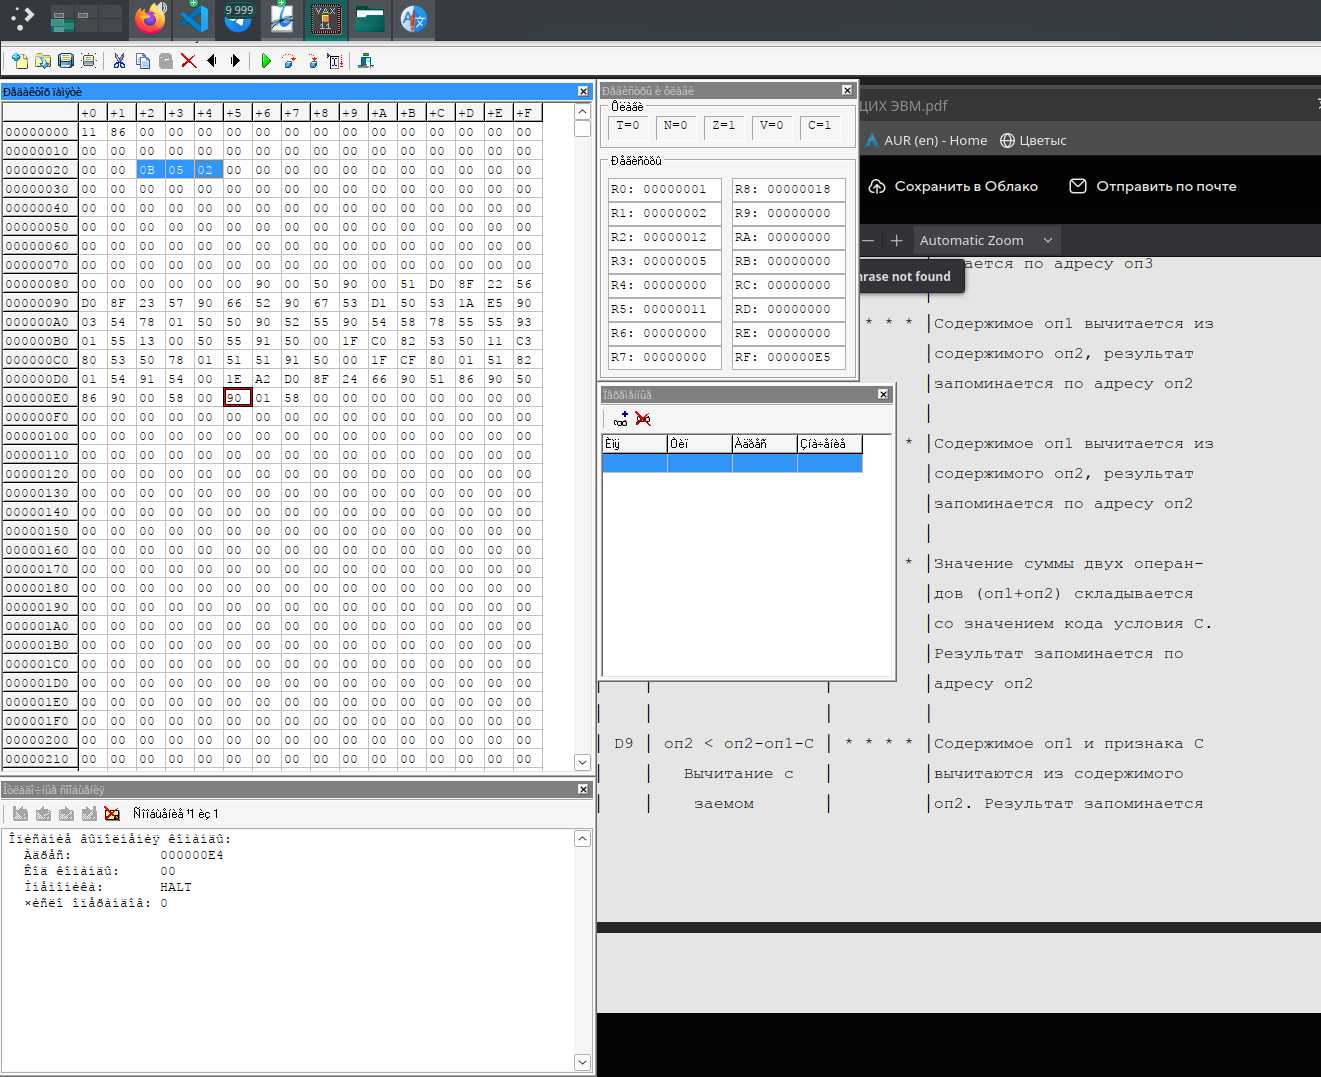 9 999
VAX
11
Ðåäàêòîð ïàìÿòè
+0 +1 +2 +3 +4 +5 +6 +7 +8 +9 +A +B +C +D +E +F
00000000 11 86 00 00 00 00 00 00 00 00 00 00 00 00 00 00
00000010 00 00 00 00 00 00 00 00 00 00 00 00 00 00 00 00
00000020 00 00 0B 05 02 00 00 00 00 00 00 00 00 00 00 00
00000030 00 00 00 00 00 00 00 00 00 00 00 00 00 00 00 00
00000040 00 00 00 00 00 00 00 00 00 00 00 00 00 00 00 00
00000050 00 00 00 00 00 00 00 00 00 00 00 00 00 00 00 00
00000060 00 00 00 00 00 00 00 00 00 00 00 00 00 00 00 00
00000070 00 00 00 00 00 00 00 00 00 00 00 00 00 00 00 00
00000080 00 00 00 00 00 00 90 00 50 90 00 51 D0 8F 22 56
00000090 D0 8F 23 57 90 66 52 90 67 53 D1 50 53 1A E5 90
000000A0 03 54 78 01 50 50 90 52 55 90 54 58 78 55 55 93
000000B0 01 55 13 00 50 55 91 50 00 1F C0 82 53 50 11 C3
000000C0 80 53 50 78 01 51 51 91 50 00 1F CF 80 01 51 82
000000D0 01 54 91 54 00 1E A2 D0 8F 24 66 90 51 86 90 50
000000E0 86 90 00 58 00 90 01 58 00 00 00 00 00 00 00 00
000000F0 00 00 00 00 00 00 00 00 00 00 00 00 00 00 00 00
00000100 00 00 00 00 00 00 00 00 00 00 00 00 00 00 00 00
00000110 00 00 00 00 00 00 00 00 00 00 00 00 00 00 00 00
00000120 00 00 00 00 00 00 00 00 00 00 00 00 00 00 00 00
00000130 00 00 00 00 00 00 00 00 00 00 00 00 00 00 00 00
00000140 00 00 00 00 00 00 00 00 00 00 00 00 00 00 00 00
00000150 00 00 00 00 00 00 00 00 00 00 00 00 00 00 00 00
00000160 00 00 00 00 00 00 00 00 00 00 00 00 00 00 00 00
00000170 00 00 00 00 00 00 00 00 00 00 00 00 00 00 00 00
00000180 00 00 00 00 00 00 00 00 00 00 00 00 00 00 00 00
00000190 00 00 00 00 00 00 00 00 00 00 00 00 00 00 00 00
000001A0 00 00 00 00 00 00 00 00 00 00 00 00 00 00 00 00
000001B0 00 00 00 00 00 00 00 00 00 00 00 00 00 00 00 00
000001C0 00 00 00 00 00 00 00 00 00 00 00 00 00 00 00 00
000001D0 00 00 00 00 00 00 00 00 00 00 00 00 00 00 00 00
000001E0 00 00 00 00 00 00 00 00 00 00 00 00 00 00 00 00
000001F0 00 00 00 00 00 00 00 00 00 00 00 00 00 00 00 00
00000200 00 00 00 00 00 00 00 00 00 00 00 00 00 00 00 00
00000210 00 00 00 00 00 00 00 00 00 00 00 00 00 00 00 00
Îòëàäî÷íûå ñîîáùåíèÿ
Ñîîáùåíèå ¹1 èç 1
Îïèñàíèå âûïîëíåíèÿ êîìàíäû:
Àäðåñ: 000000E4
Êîä êîìàíäû: 00
Ìíåìîíèêà: HALT
×èñëî îïåðàíäîâ: 0
Ðåãèñòðû è ôëàãè
Ôëàãè
T=0 N=0 Z=1 V=0 C=1
Ðåãèñòðû
R0: 00000001 R8: 00000018
R1: 00000002 R9: 00000000
R2: 00000012 RA: 00000000
R3: 00000005 RB: 00000000
R4: 00000000 RC: 00000000
R5: 00000011 RD: 00000000
R6: 00000000 RE: 00000000
R7: 00000000 RF: 000000E5
Ïåðåìåííûå
Èìÿ Òèï Àäðåñ Çíà÷åíèå
ЩИХ ЭВМ.pdf
AUR (en) - Home Цветыс
Сохранить в Облако Отправить по почте
Automatic Zoom
rase not found
ается по адресу оп3
* * * |Содержимое оп1 вычитается из
|содержимого оп2, результат
|запоминается по адресу оп2
* |Содержимое оп1 вычитается из
|содержимого оп2, результат
|запоминается по адресу оп2
* |Значение суммы двух операн-
|дов (оп1+оп2) складывается
|со значением кода условия C.
|Результат запоминается по
|адресу оп2
| D9 | оп2 < оп2-оп1-C | * * * * |Содержимое оп1 и признака C
| | Вычитание с | |вычитаются из содержимого
| | заемом | |оп2. Результат запоминается